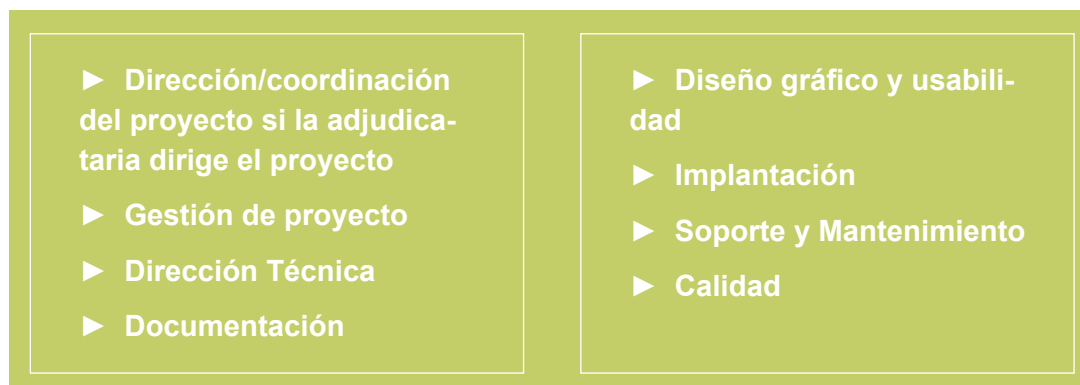 ► Dirección/coordinación
del proyecto si la adjudica-
taria dirige el proyecto
► Gestión de proyecto
► Dirección Técnica
► Documentación
► Diseño gráfico y usabili-
dad
► Implantación
► Soporte y Mantenimiento
► Calidad